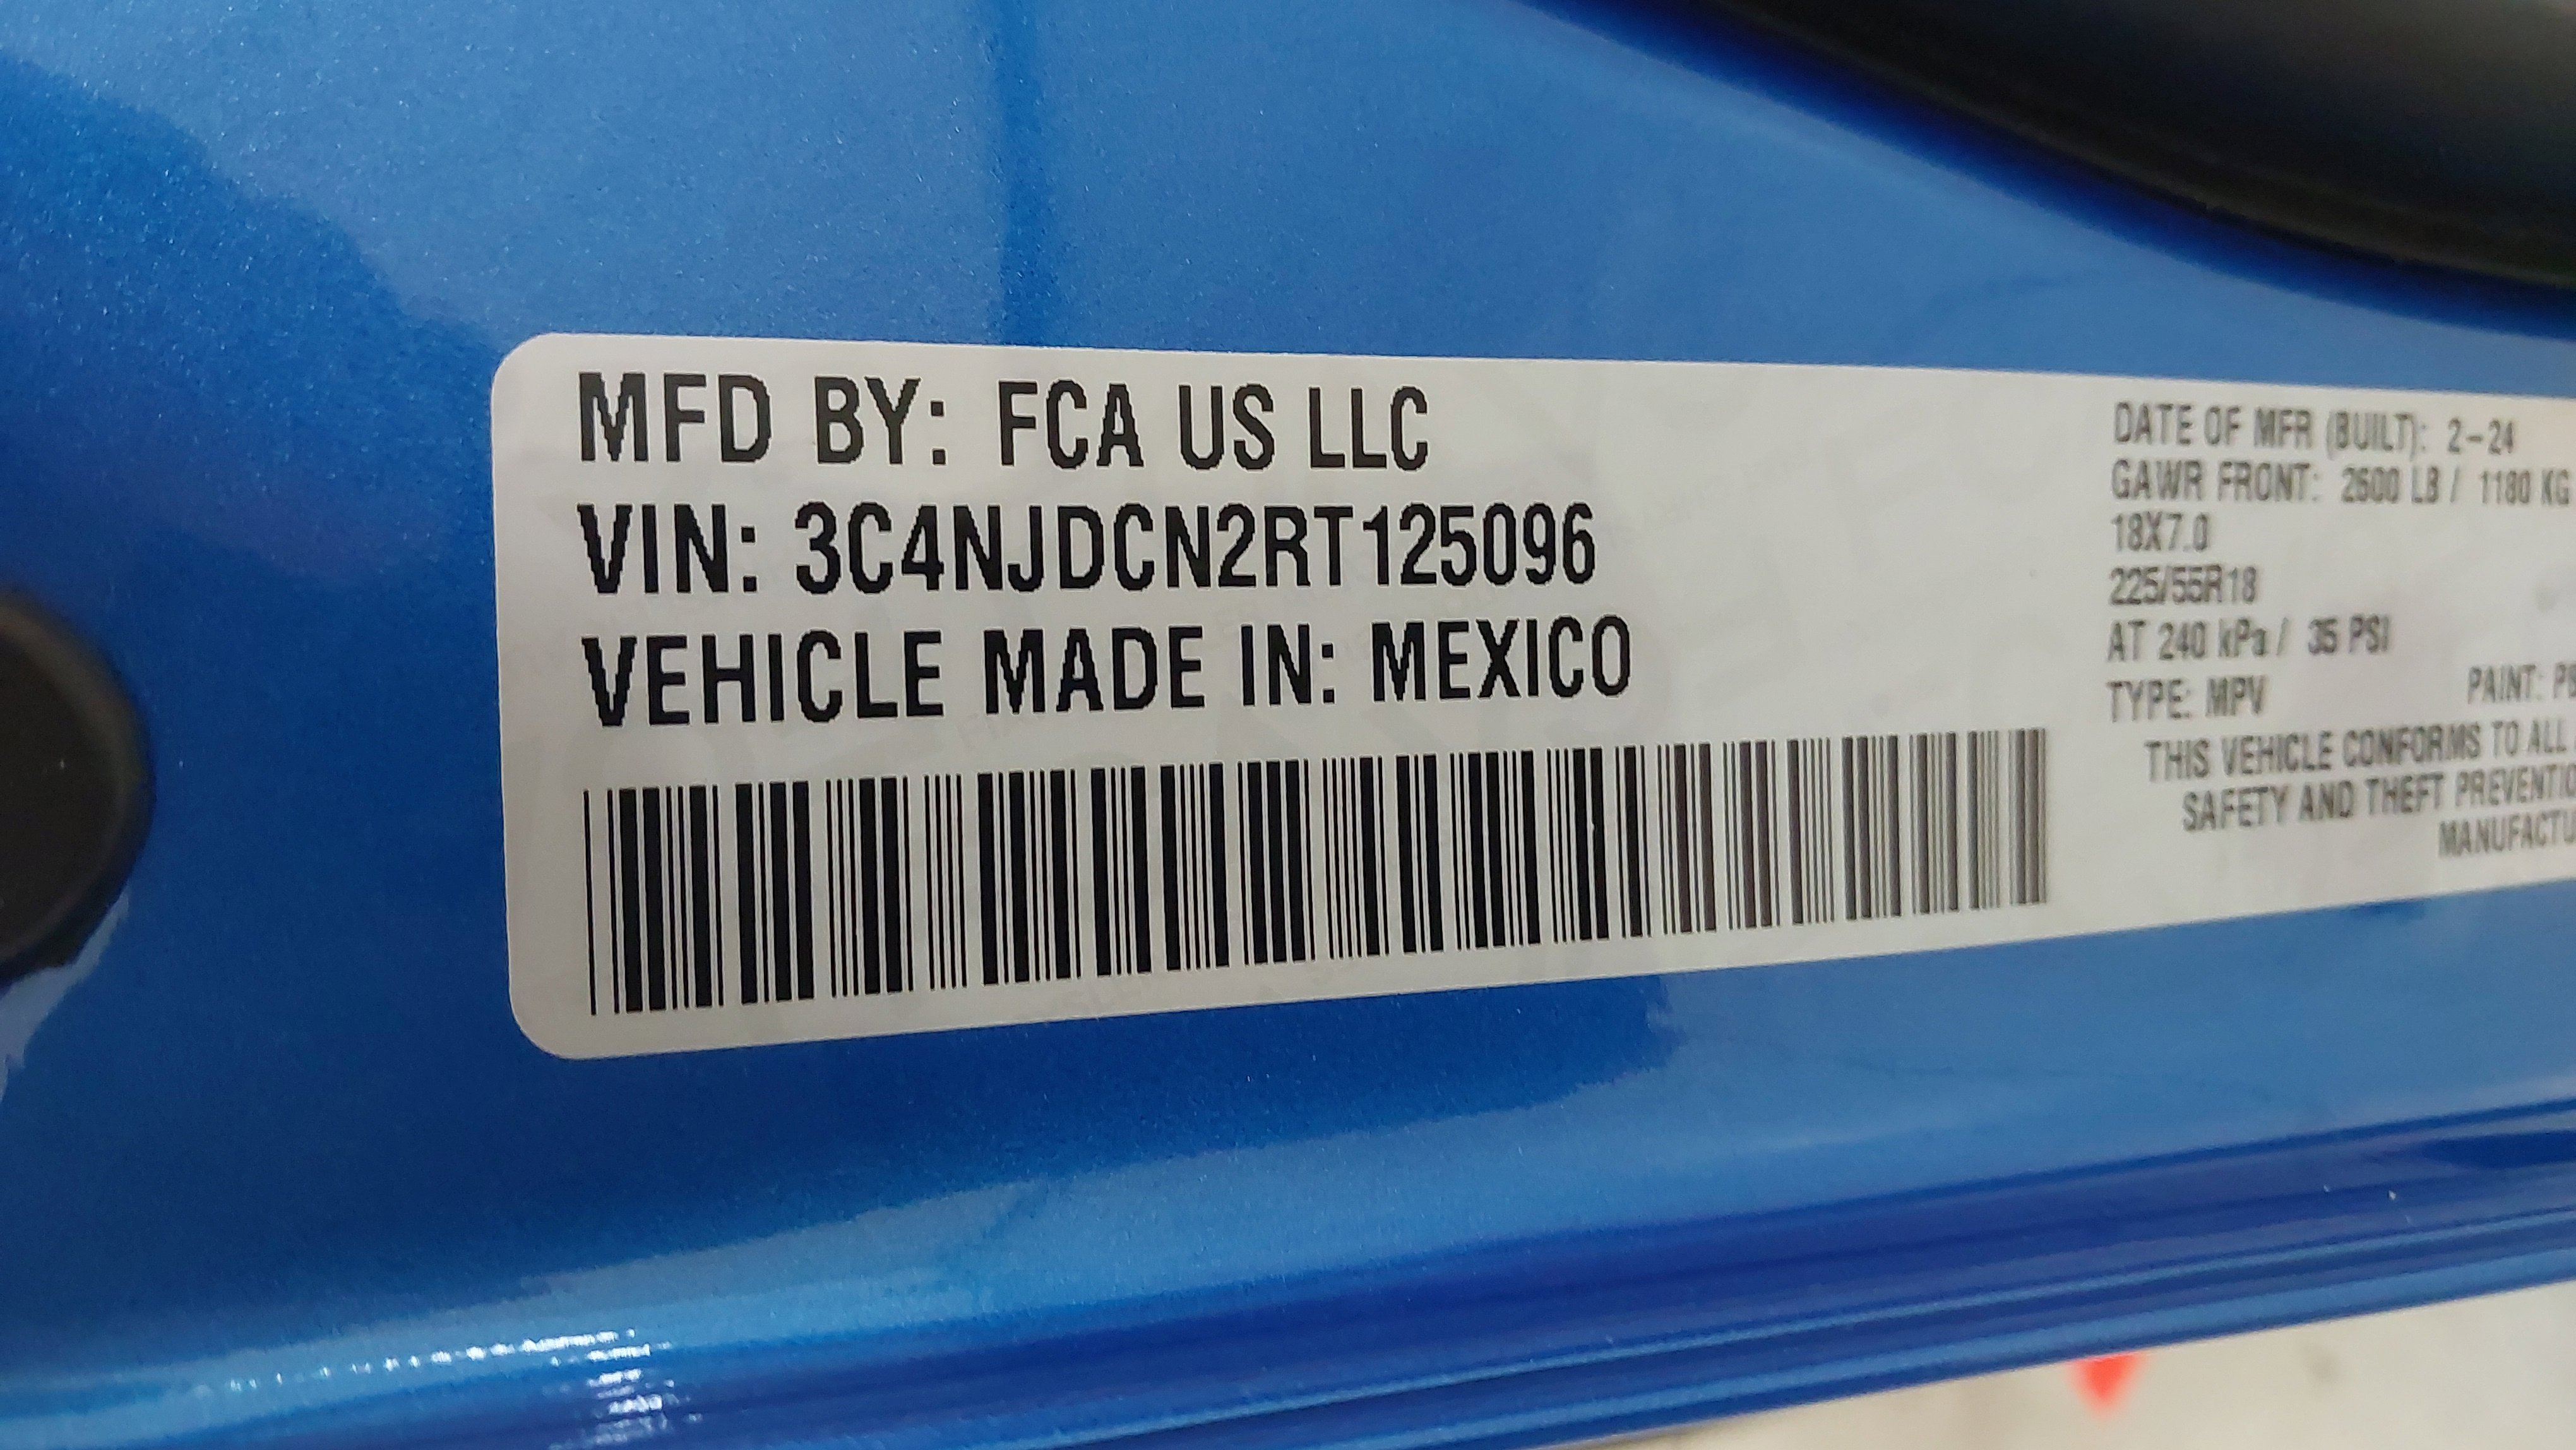 MFD BY: FCA US LLC
VIN: 3C4NJDCN2RT125096
VEHICLE MADE IN: MEXICO
DATE OF MFR (BUILT): 2-24
GAWR FRONT: 2600 LB / 1180 KG
18X7.0
225/55R18
AT 240 kPa / 35 PSI
TYPE: MPV PAINT:
THIS VEHICLE CONFORMS TO ALL
SAFETY AND THEFT